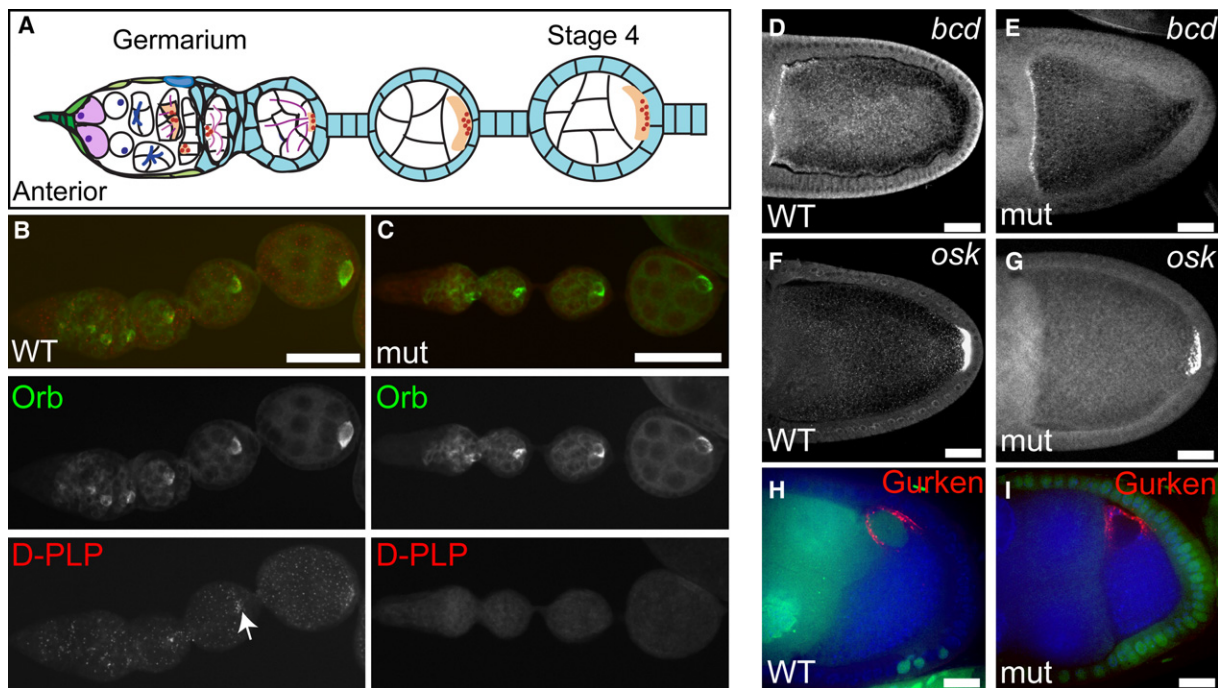 A
Germarium
Stage 4
Anterior
B
WT
C
mut
Orb
Orb
D-PLP
D-PLP
D
bcd
WT
E
bcd
mut
F
osk
WT
G
osk
mut
H
Gurken
WT
I
Gurken
mut